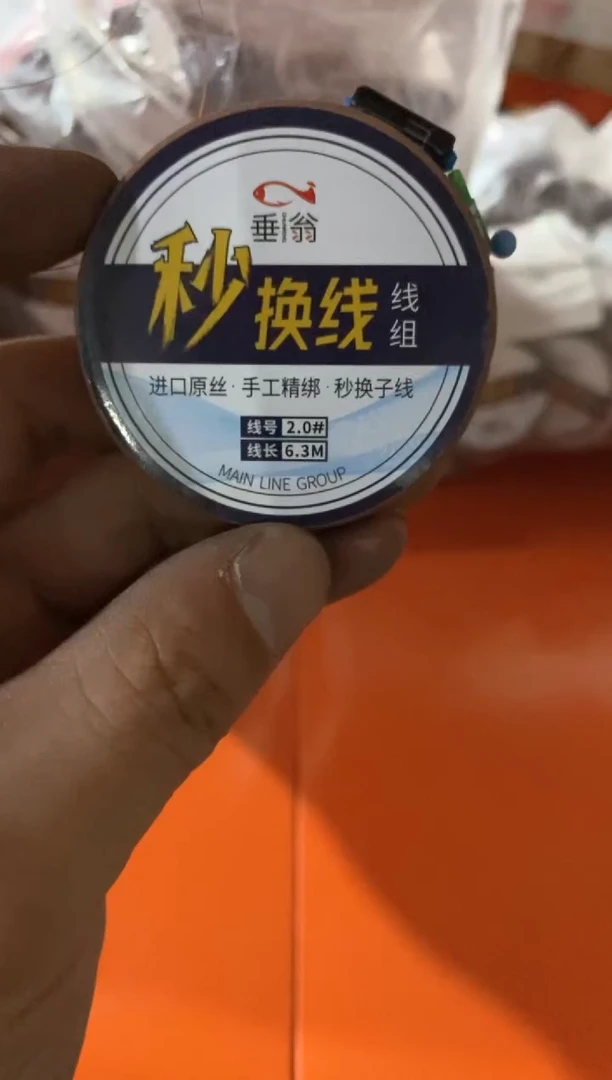 垂翁
秒换线
线组
进口原丝·手工精绑·秒换子线
线号 2.0#
线长 6.3M
MAIN LINE GROUP